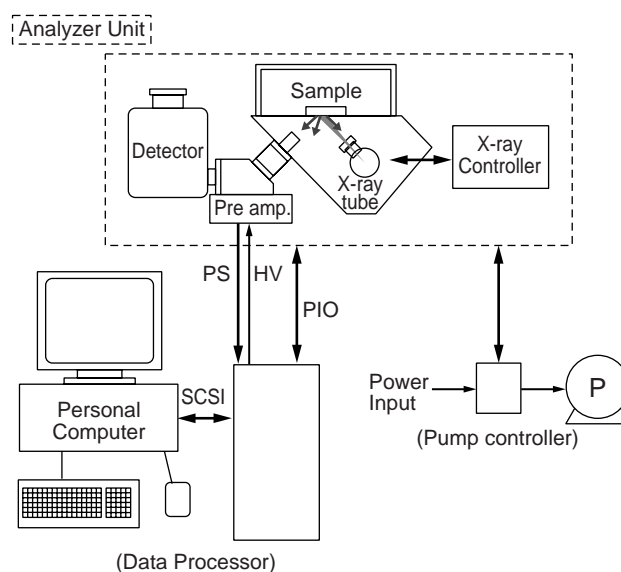 Analyzer Unit
Sample
Detector
X-ray
Controller
X-ray
tube
Pre amp.
PS
HV
PIO
SCSI
Personal
Computer
Power
Input
P
(Pump controller)
(Data Processor)